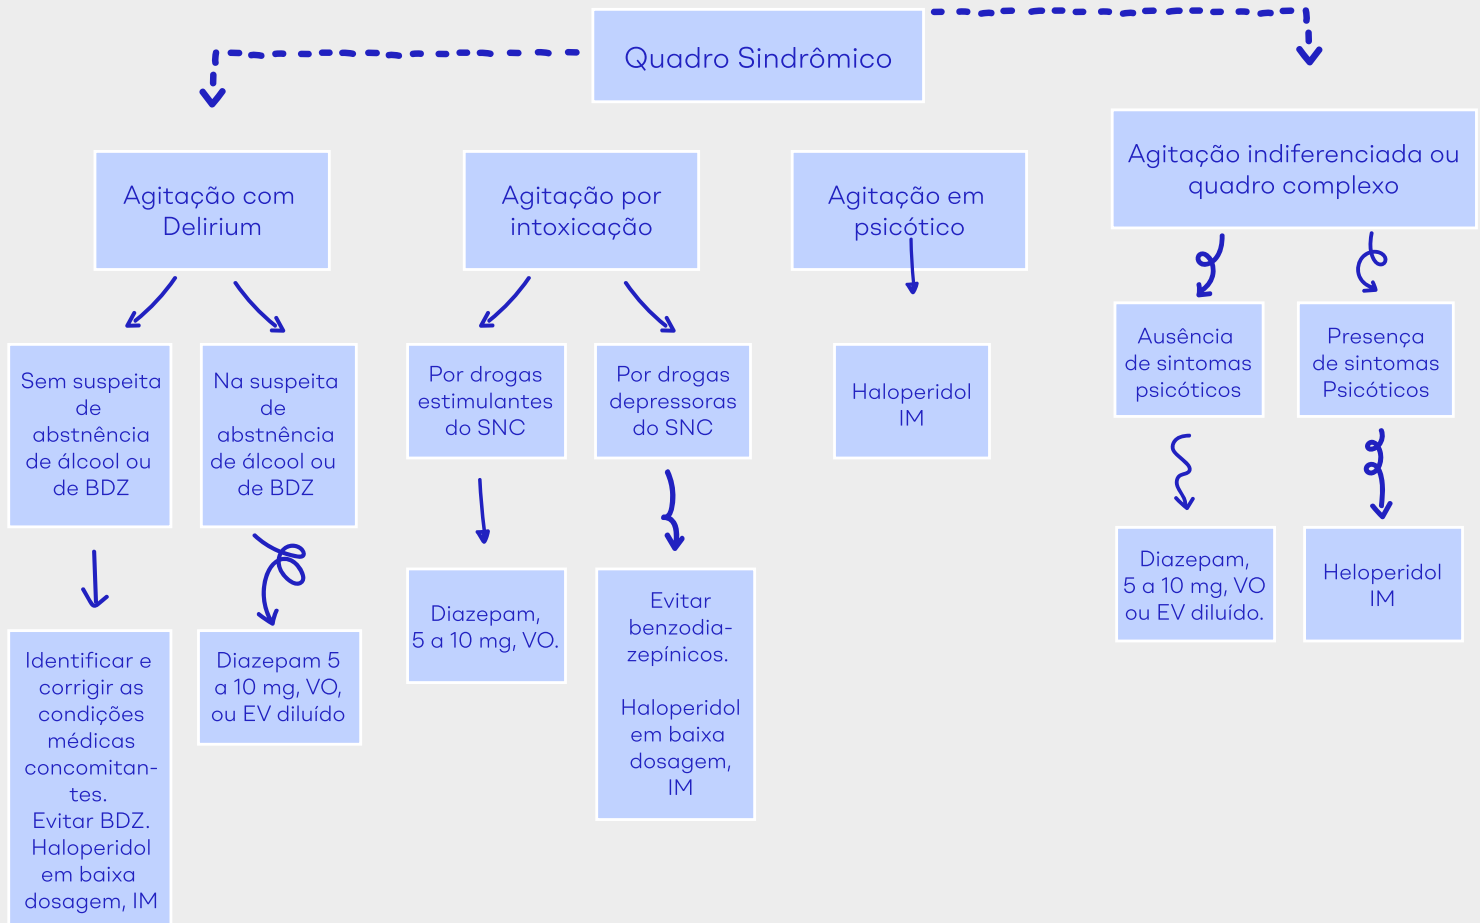 Quadro Sindrômico
Agitação com
Delirium
Agitação por
intoxicação
Agitação em
psicótico
Agitação indiferenciada ou
quadro complexo
Sem suspeita
de
abstnência
de álcool ou
de BDZ
Na suspeita
de
abstnência
de álcool ou
de BDZ
Por drogas
estimulantes
do SNC
Por drogas
depressoras
do SNC
Haloperidol
IM
Ausência
de sintomas
psicóticos
Presença
de sintomas
Psicóticos
Identificar e
corrigir as
condições
médicas
concomitan-
tes.
Evitar BDZ.
Haloperidol
em baixa
dosagem, IM
Diazepam 5
a 10 mg, VO,
ou EV diluído
Diazepam,
5 a 10 mg, VO.
Evitar
benzodia-
zepínicos.
Haloperidol
em baixa
dosagem,
IM
Diazepam,
5 a 10 mg, VO
ou EV diluído.
Heloperidol
IM